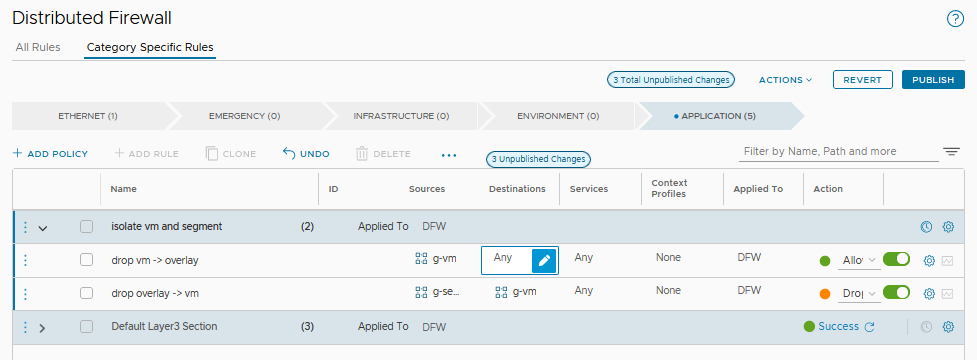 Distributed Firewall
All Rules Category Specific Rules
3 Total Unpublished Changes ACTIONS REVERT PUBLISH
ETHERNET (1) EMERGENCY (0) INFRASTRUCTURE (0) ENVIRONMENT (0) APPLICATION (5)
+ ADD POLICY + ADD RULE CLONE UNDO DELETE ... 3 Unpublished Changes Filter by Name, Path and more
Name ID Sources Destinations Services Context Profiles Applied To Action
isolate vm and segment (2) Applied To DFW
drop vm -> overlay g-vm Any Any None DFW Allo
drop overlay -> vm g-se... g-vm Any None DFW Drop
Default Layer3 Section (3) Applied To DFW Success